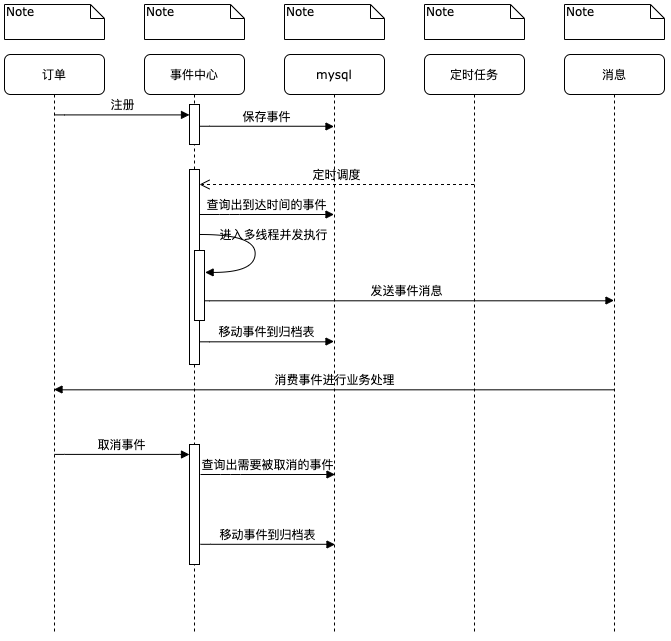 Note
Note
Note
Note
Note
订单
事件中心
mysql
定时任务
消息
注册
保存事件
定时调度
查询出到达时间的事件
进入多线程并发执行
发送事件消息
移动事件到归档表
消费事件进行业务处理
取消事件
查询出需要被取消的事件
移动事件到归档表